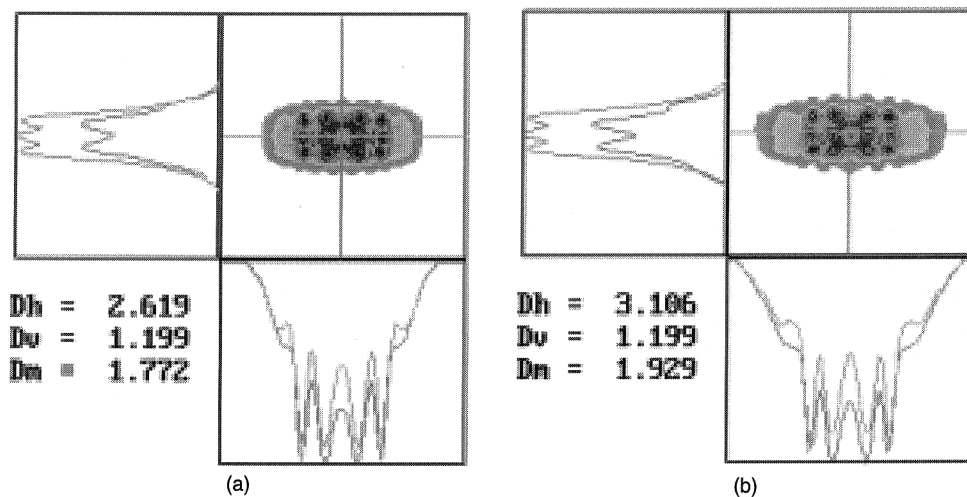 Dh = 2.619
Dv = 1.199
Dm = 1.772
(a)
Dh = 3.106
Dv = 1.199
Dm = 1.929
(b)